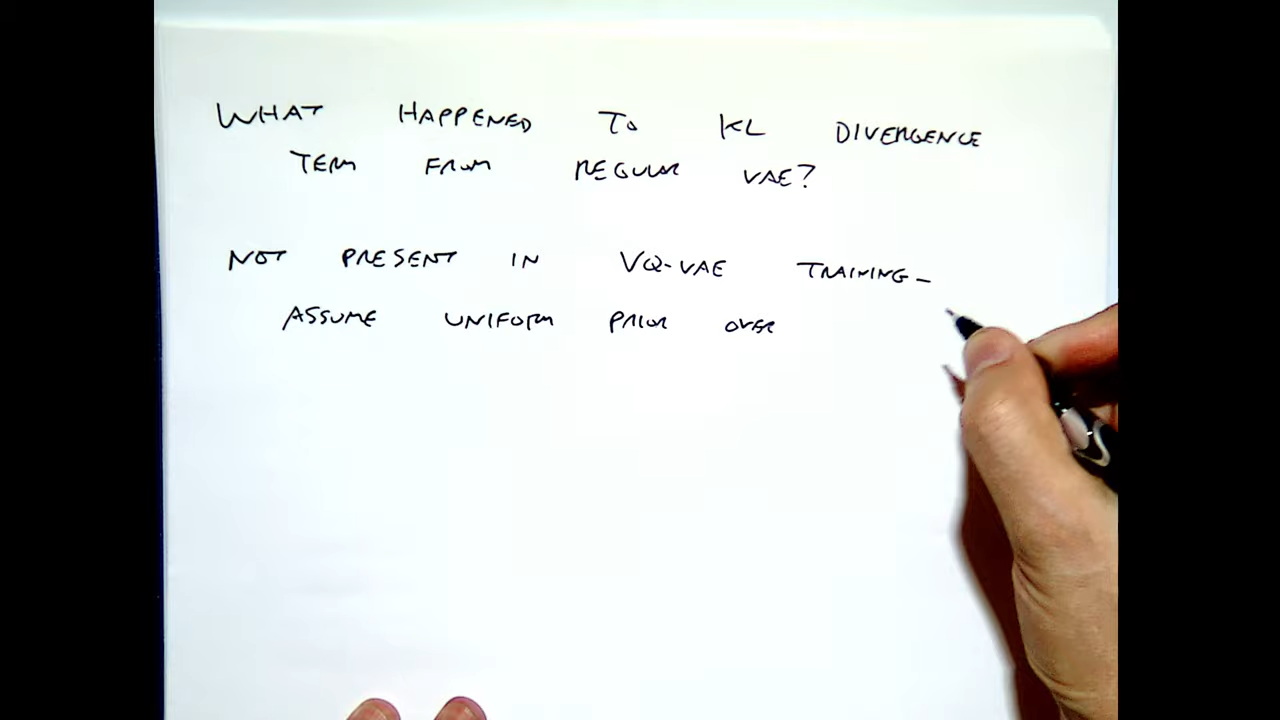 WHAT HAPPENED TO KL DIVERGENCE
TERM FROM REGULAR VAE?
NOT PRESENT IN VQ-VAE TRAINING-
ASSUME UNIFORM PRIOR OVER